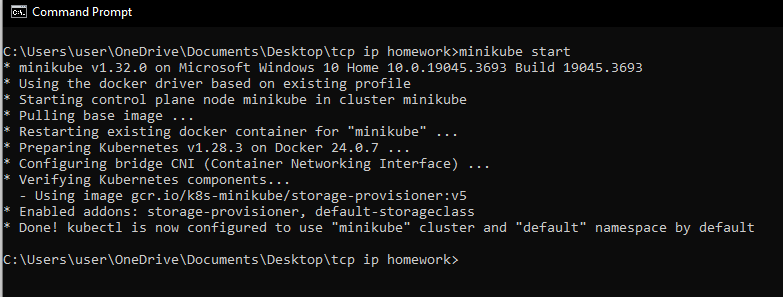 Command Prompt
C:\Users\user\OneDrive\Documents\Desktop\tcp ip homework>minikube start
* minikube v1.32.0 on Microsoft Windows 10 Home 10.0.19045.3693 Build 19045.3693
* Using the docker driver based on existing profile
* Starting control plane node minikube in cluster minikube
* Pulling base image ...
* Restarting existing docker container for "minikube" ...
* Preparing Kubernetes v1.28.3 on Docker 24.0.7 ...
* Configuring bridge CNI (Container Networking Interface) ...
* Verifying Kubernetes components...
  - Using image gcr.io/k8s-minikube/storage-provisioner:v5
* Enabled addons: storage-provisioner, default-storageclass
* Done! kubectl is now configured to use "minikube" cluster and "default" namespace by default
C:\Users\user\OneDrive\Documents\Desktop\tcp ip homework>